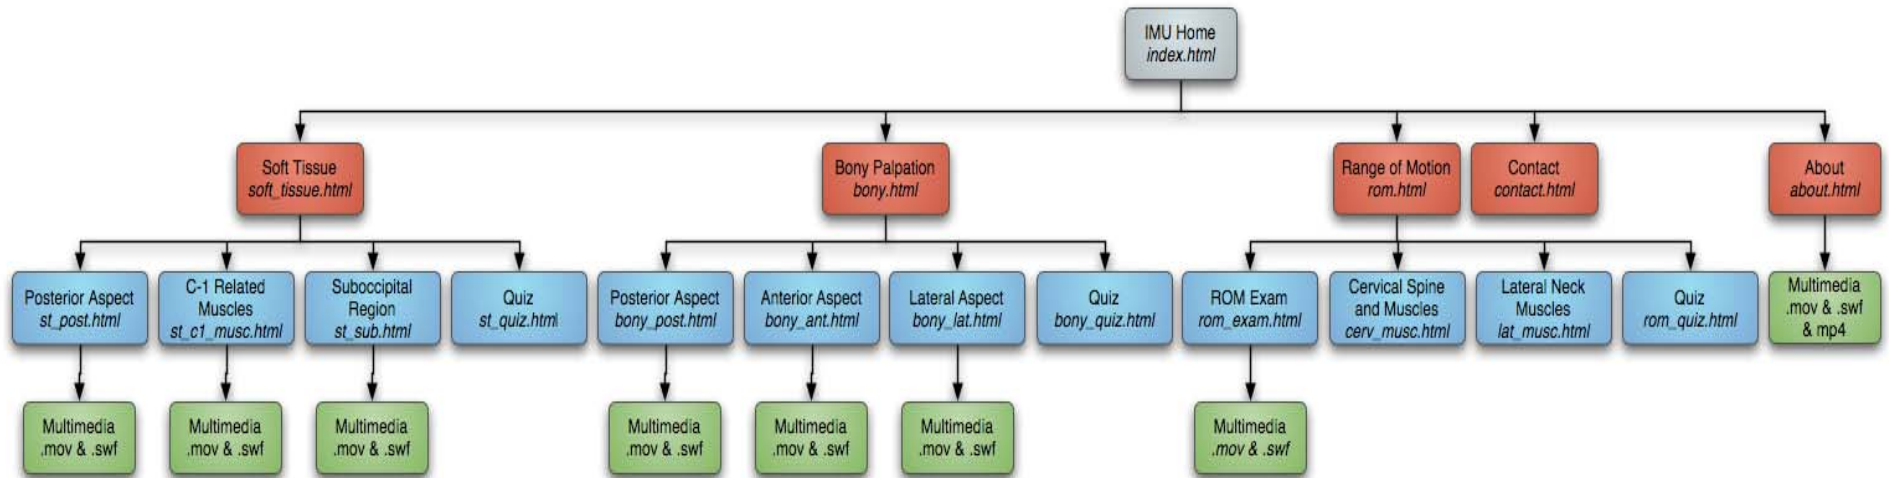 IMU Home
index.html
Soft Tissue
soft_tissue.html
Bony Palpation
bony.html
Range of Motion
rom.html
Contact
contact.html
About
about.html
Posterior Aspect
st_post.html
C-1 Related
Muscles
st_c1_musc.html
Suboccipital
Region
st_sub.html
Quiz
st_quiz.html
Posterior Aspect
bony_post.html
Anterior Aspect
bony_ant.html
Lateral Aspect
bony_lat.html
Quiz
bony_quiz.html
ROM Exam
rom_exam.html
Cervical Spine
and Muscles
cerv_musc.html
Lateral Neck
Muscles
lat_musc.html
Quiz
rom_quiz.html
Multimedia
.mov & .swf
& mp4
Multimedia
.mov & .swf
Multimedia
.mov & .swf
Multimedia
.mov & .swf
Multimedia
.mov & .swf
Multimedia
.mov & .swf
Multimedia
.mov & .swf
Multimedia
.mov & .swf